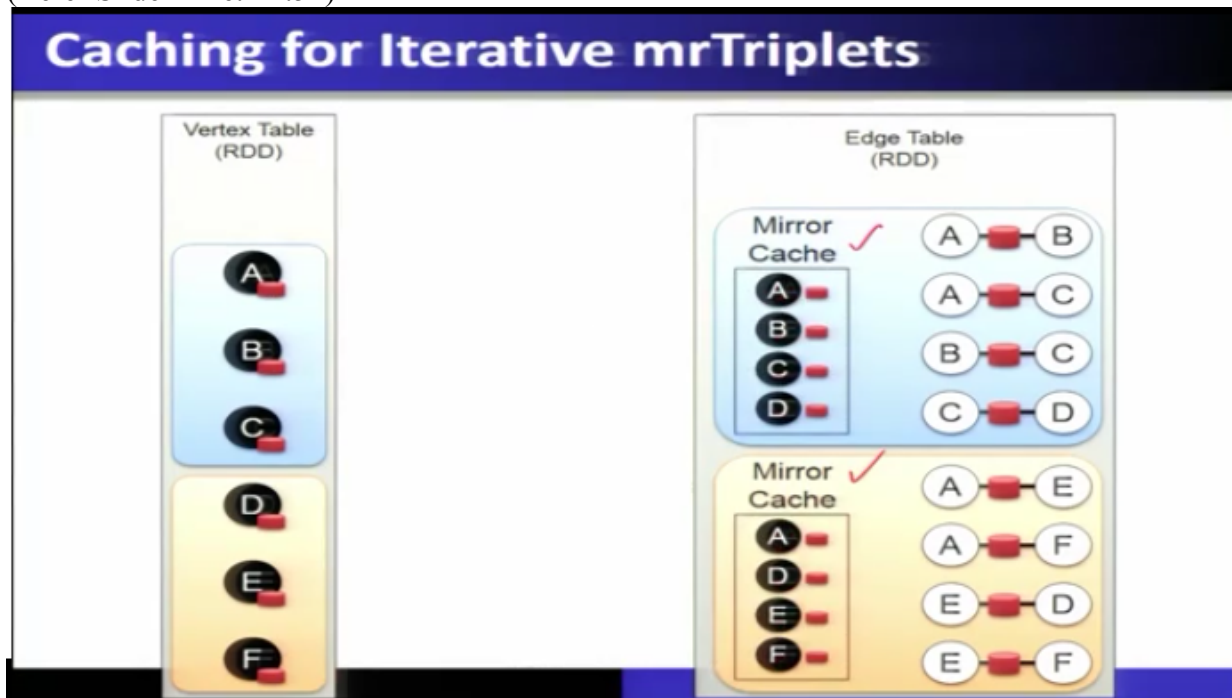 Caching for Iterative mrTriplets
Vertex Table
(RDD)
A
B
C
D
E
F
Edge Table
(RDD)
Mirror
Cache
A
B
C
D
A B
A C
B C
C D
Mirror
Cache
A
D
E
F
A E
A F
E D
E F